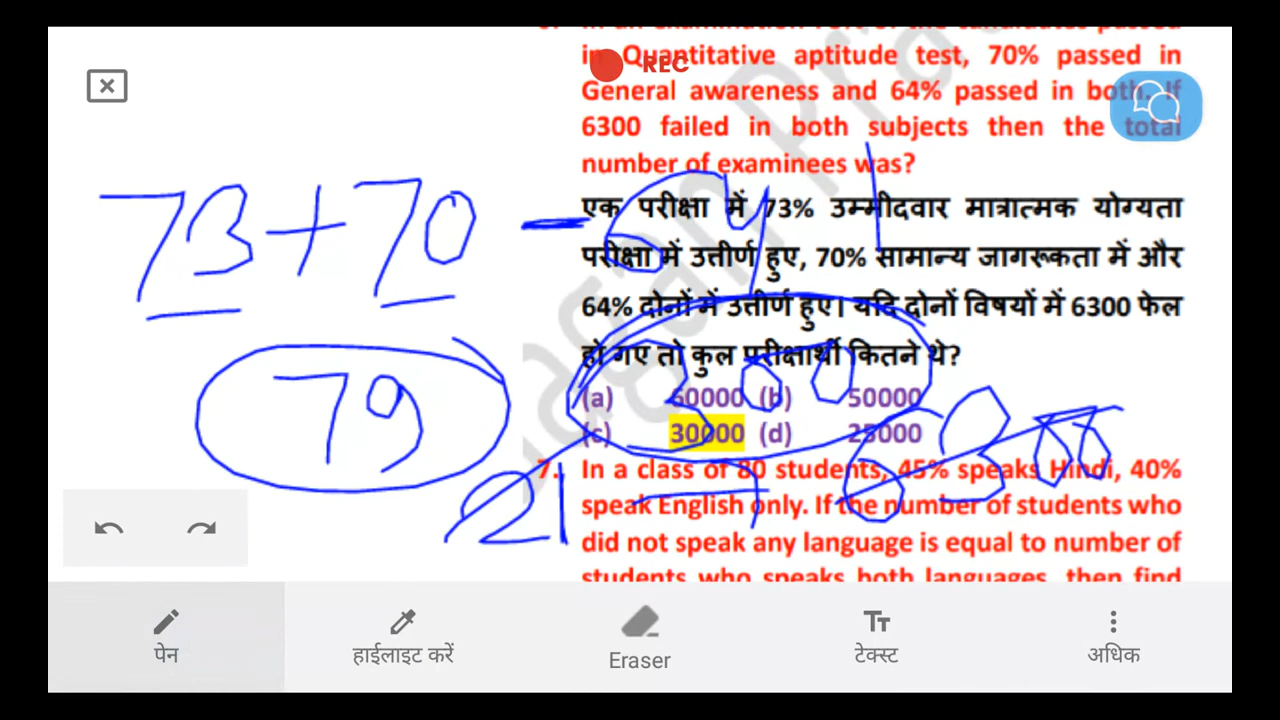 in Quantitative aptitude test, 70% passed in
REC
General awareness and 64% passed in both. If
6300 failed in both subjects then the total
number of examinees was?
73+70-64
एक परीक्षा में 73% उम्मीदवार मात्रात्मक योग्यता
परीक्षा में उत्तीर्ण हुए, 70% सामान्य जागरूकता में और
64% दोनों में उत्तीर्ण हुए। यदि दोनों विषयों में 6300 फेल
हो गए तो कुल परीक्षार्थी कितने थे?
79
300
(a) 60000 (b) 50000
(c) 30000 (d) 25000
21
6300
7. In a class of 80 students, 45% speaks Hindi, 40%
speak English only. If the number of students who
did not speak any language is equal to number of
students who speaks both languages, then find
पेन
हाईलाइट करें
Eraser
टेक्स्ट
अधिक